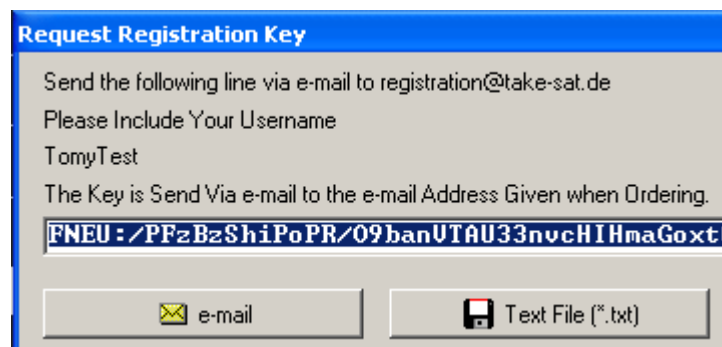 Request Registration Key
Send the following line via e-mail to registration@take-sat.de
Please Include Your Username
TomyTest
The Key is Send Via e-mail to the e-mail Address Given when Ordering.
FNEU:/PFzBzShiPoPR/O9banVTAU33nvcHIHmaGoxt
e-mail
Text File (*.txt)